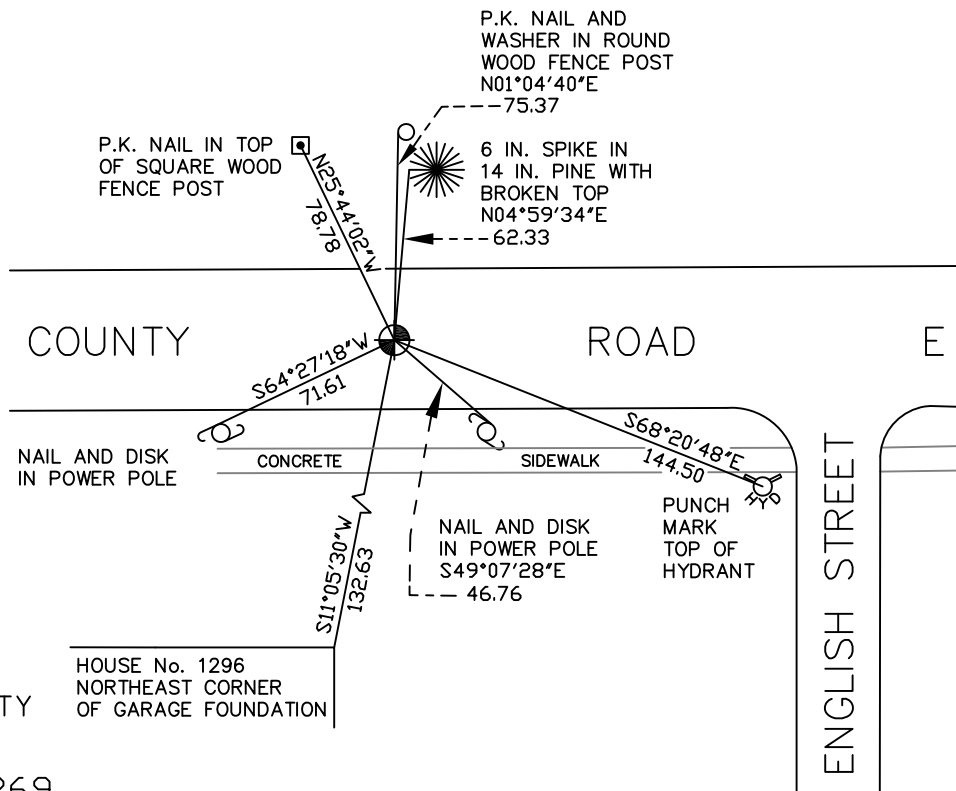 P.K. NAIL AND
WASHER IN ROUND
WOOD FENCE POST
N01°04'40"E
75.37
P.K. NAIL IN TOP
OF SQUARE WOOD
FENCE POST
N25°44'02"W
78.78
6 IN. SPIKE IN
14 IN. PINE WITH
BROKEN TOP
N04°59'34"E
62.33
COUNTY ROAD E
S64°27'18"W
71.61
NAIL AND DISK
IN POWER POLE
CONCRETE SIDEWALK
S68°20'48"E
144.50
HYD
PUNCH
MARK
TOP OF
HYDRANT
NAIL AND DISK
IN POWER POLE
S49°07'28"E
46.76
S11°05'30"W
132.63
HOUSE No. 1296
NORTHEAST CORNER
OF GARAGE FOUNDATION
ENGLISH STREET
TY